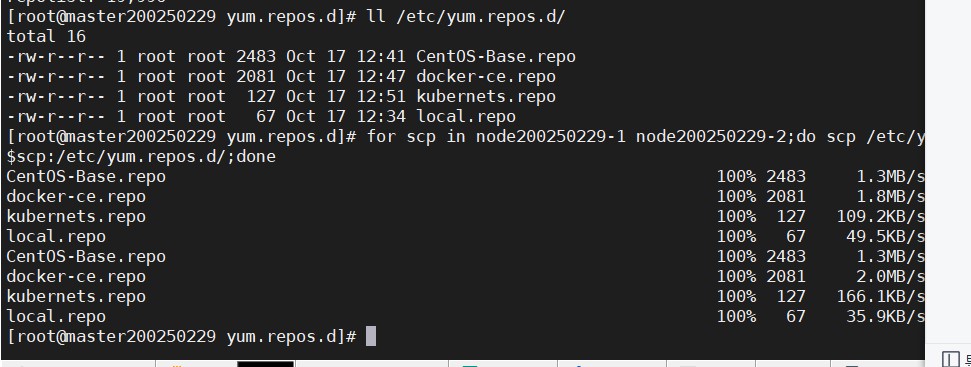 [root@master200250229 yum.repos.d]# ll /etc/yum.repos.d/
total 16
-rw-r--r-- 1 root root 2483 Oct 17 12:41 CentOS-Base.repo
-rw-r--r-- 1 root root 2081 Oct 17 12:47 docker-ce.repo
-rw-r--r-- 1 root root  127 Oct 17 12:51 kubernets.repo
-rw-r--r-- 1 root root   67 Oct 17 12:34 local.repo
[root@master200250229 yum.repos.d]# for scp in node200250229-1 node200250229-2;do scp /etc/y
$scp:/etc/yum.repos.d/;done
CentOS-Base.repo 100% 2483 1.3MB/s
docker-ce.repo 100% 2081 1.8MB/s
kubernets.repo 100% 127 109.2KB/s
local.repo 100% 67 49.5KB/s
CentOS-Base.repo 100% 2483 1.3MB/s
docker-ce.repo 100% 2081 2.0MB/s
kubernets.repo 100% 127 166.1KB/s
local.repo 100% 67 35.9KB/s
[root@master200250229 yum.repos.d]#